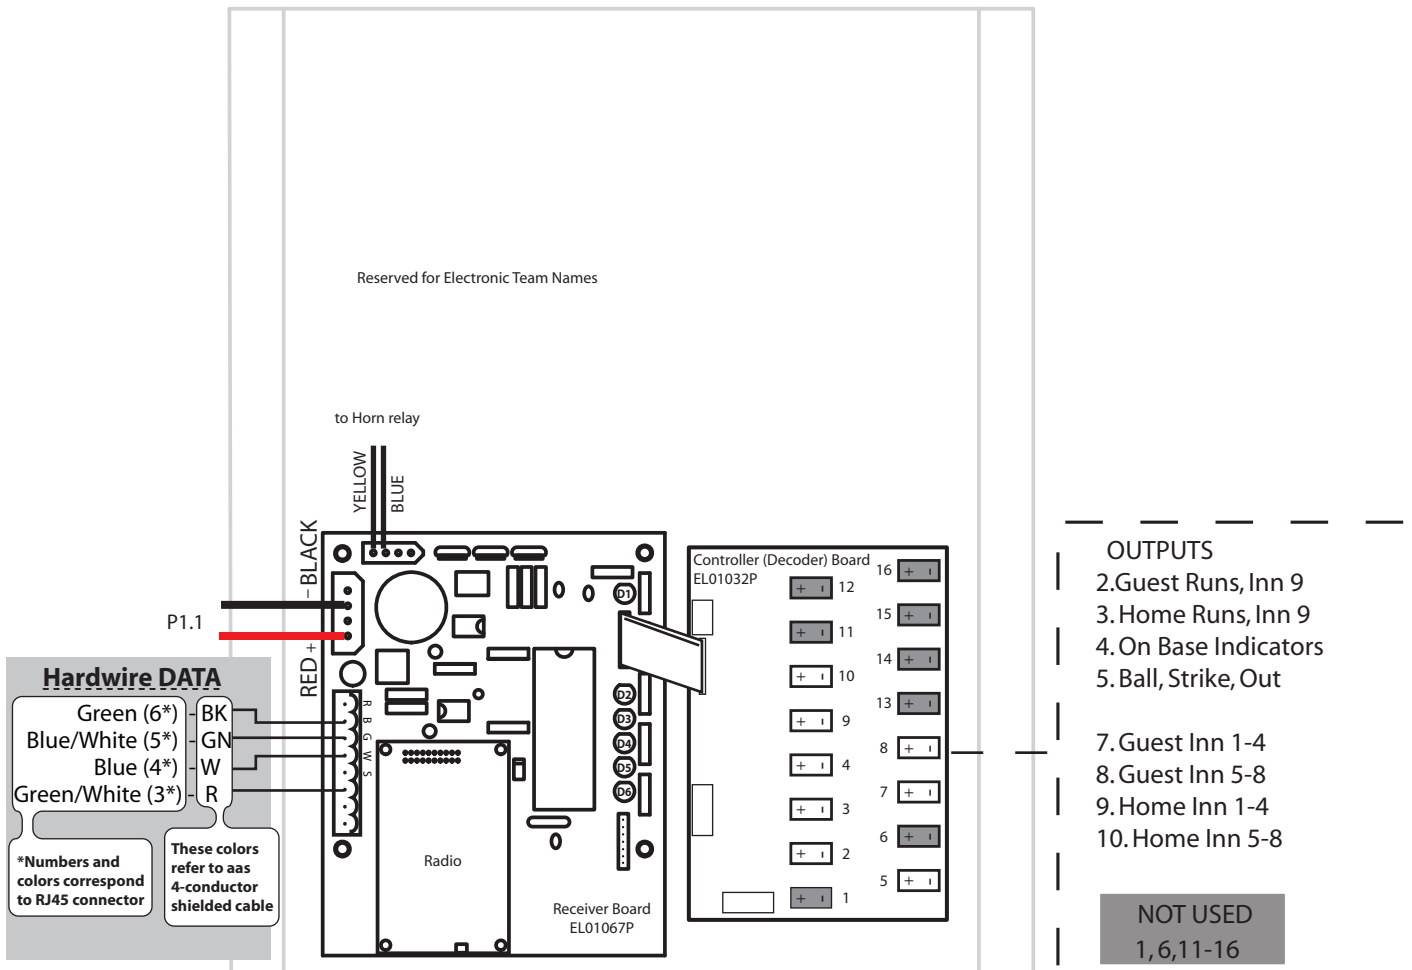 Reserved for Electronic Team Names
to Horn relay
YELLOW
BLUE
RED + – BLACK
P1.1
Hardwire DATA
Green (6*) - BK
Blue/White (5*) - GN
Blue (4*) - W
Green/White (3*) - R
*Numbers and
colors correspond
to RJ45 connector
These colors
refer to aas
4-conductor
shielded cable
R
B
G
W
S
D1
D2
D3
D4
D5
D6
Radio
Receiver Board
EL01067P
Controller (Decoder) Board
EL01032P
+ - 16
+ - 12
+ - 15
+ - 11
+ - 14
+ - 10
+ - 13
+ - 9
+ - 8
+ - 4
+ - 7
+ - 3
+ - 6
+ - 2
+ - 5
+ - 1
OUTPUTS
2.Guest Runs, Inn 9
3.Home Runs, Inn 9
4.On Base Indicators
5.Ball, Strike, Out
7.Guest Inn 1-4
8.Guest Inn 5-8
9.Home Inn 1-4
10.Home Inn 5-8
NOT USED
1, 6,11-16